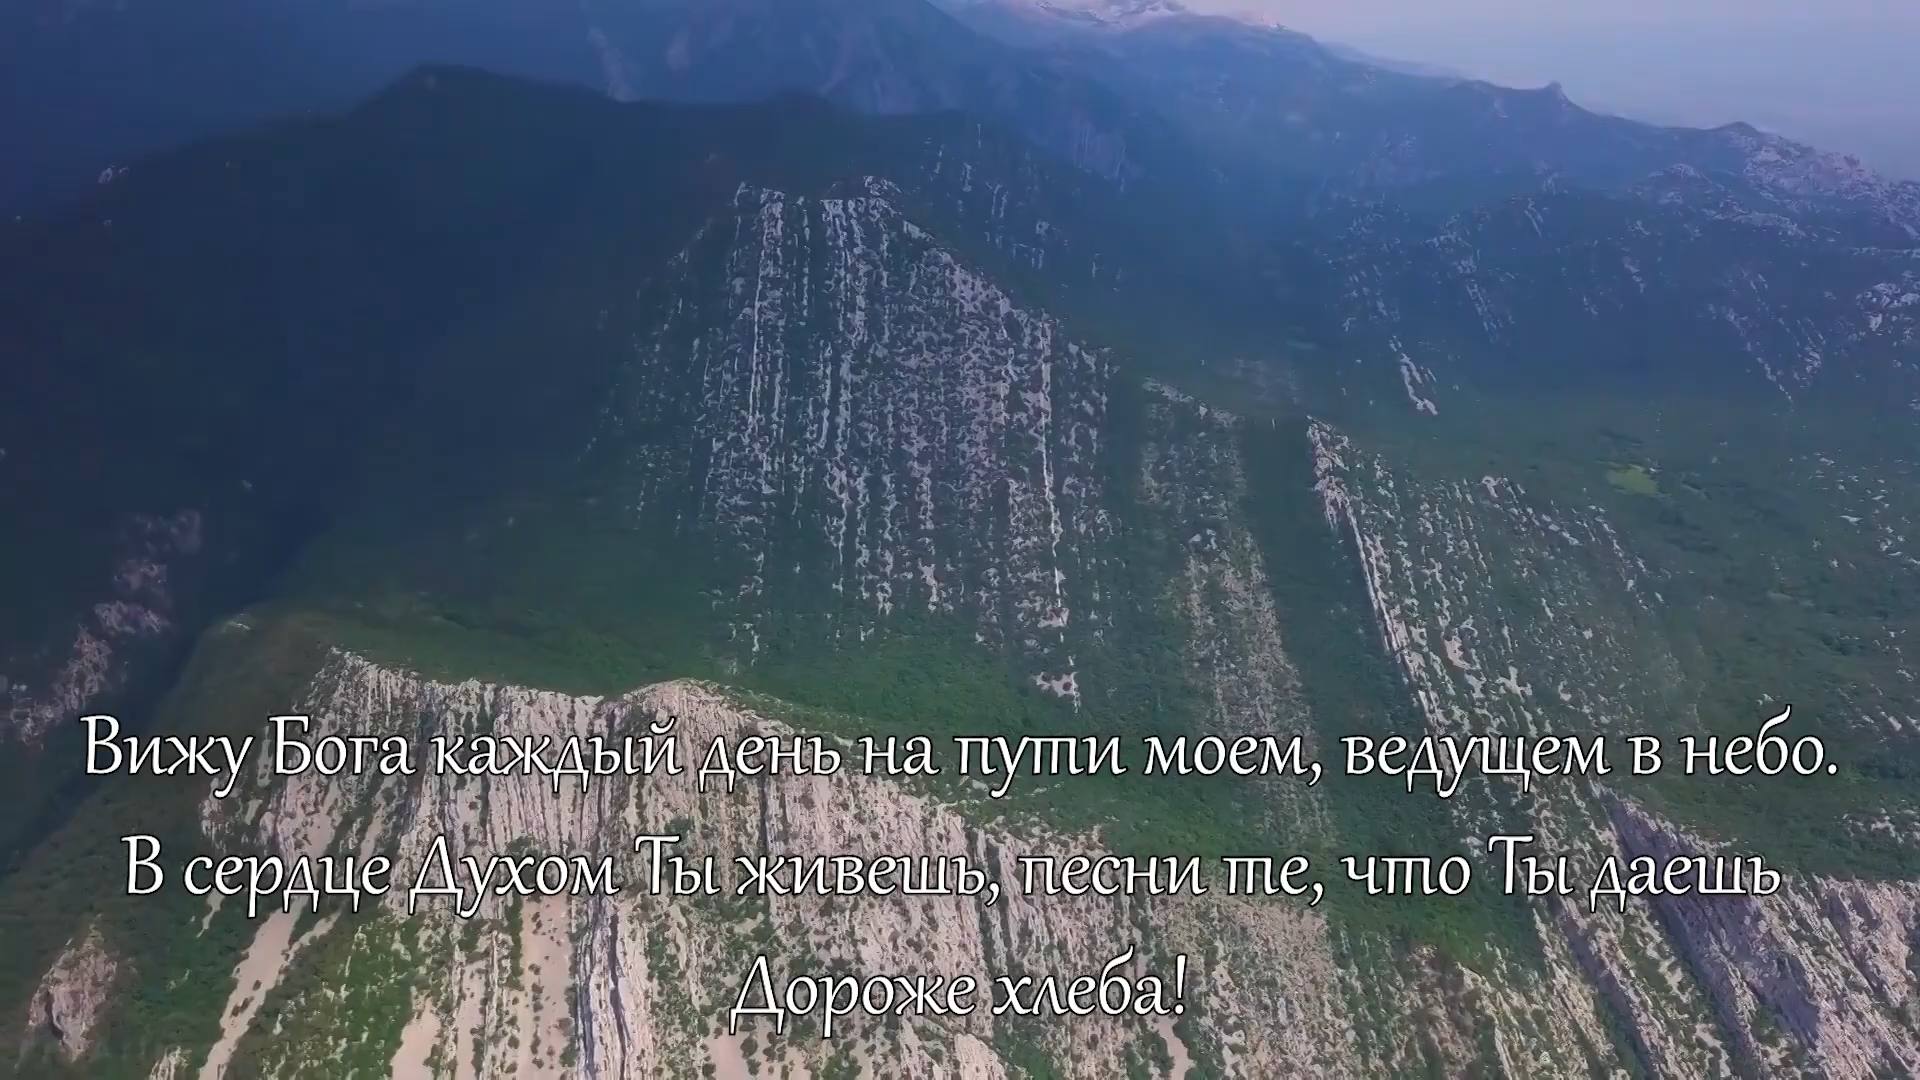 Вижу Бога каждый день на пути моем, ведущем в небо.
В сердце Духом Ты живешь, песни те, что Ты даешь
Дороже хлеба!